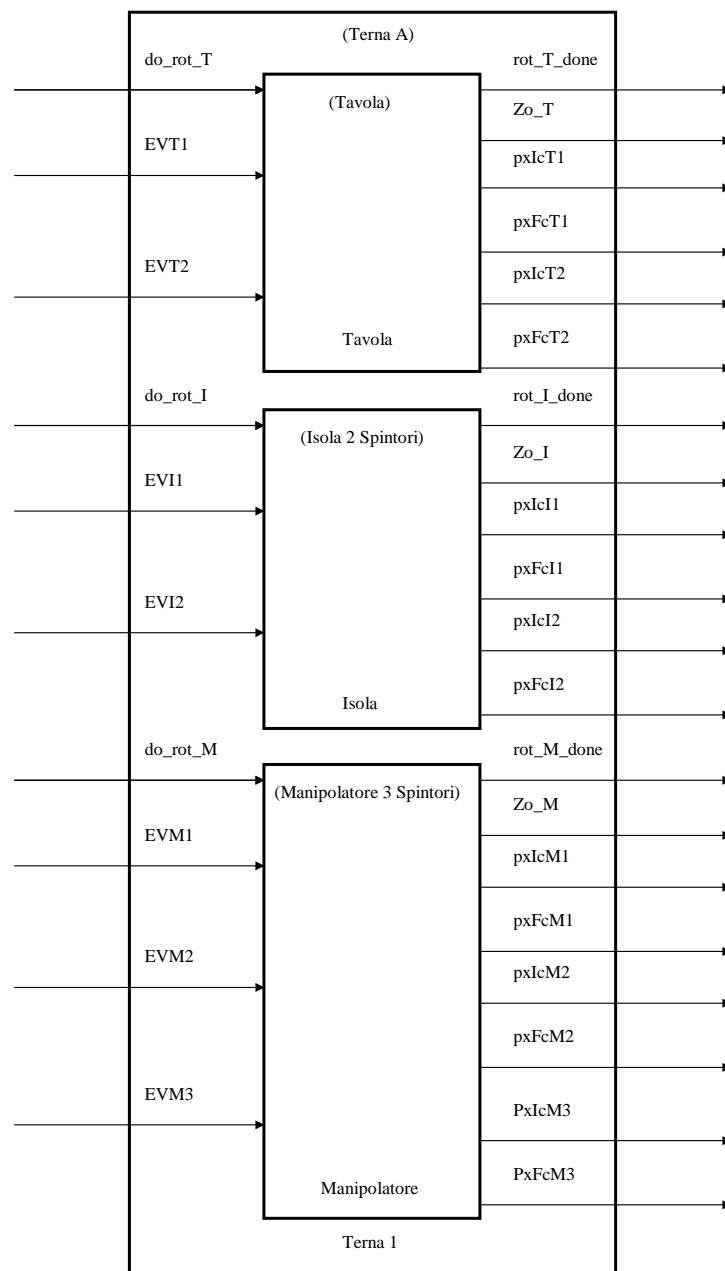 (Terna A)
do_rot_T
rot_T_done
(Tavola)
Zo_T
EVT1
pxIcT1
pxFcT1
EVT2
pxIcT2
Tavola
pxFcT2
do_rot_I
rot_I_done
(Isola 2 Spintori)
Zo_I
EVI1
pxIcI1
pxFcI1
EVI2
pxIcI2
Isola
pxFcI2
do_rot_M
rot_M_done
(Manipolatore 3 Spintori)
Zo_M
EVM1
pxIcM1
pxFcM1
EVM2
pxIcM2
pxFcM2
EVM3
PxIcM3
Manipolatore
PxFcM3
Terna 1